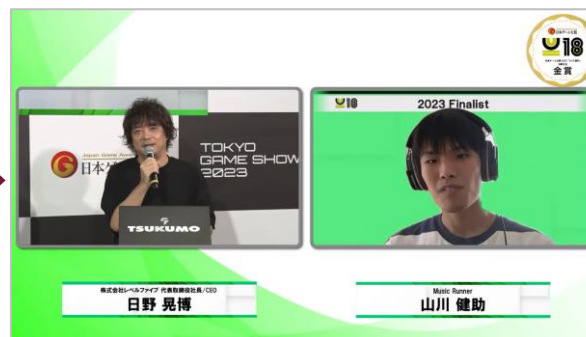 日本ゲーム大賞
U18
金賞
Japan Game Awa
日本ゲ
TOKYO
GAME SHOW
2023
TSUKUMO
U18
2023 Finalist
株式会社レベルファイブ 代表取締役社長/CEO
日野 晃博
Music Runner
山川 健助